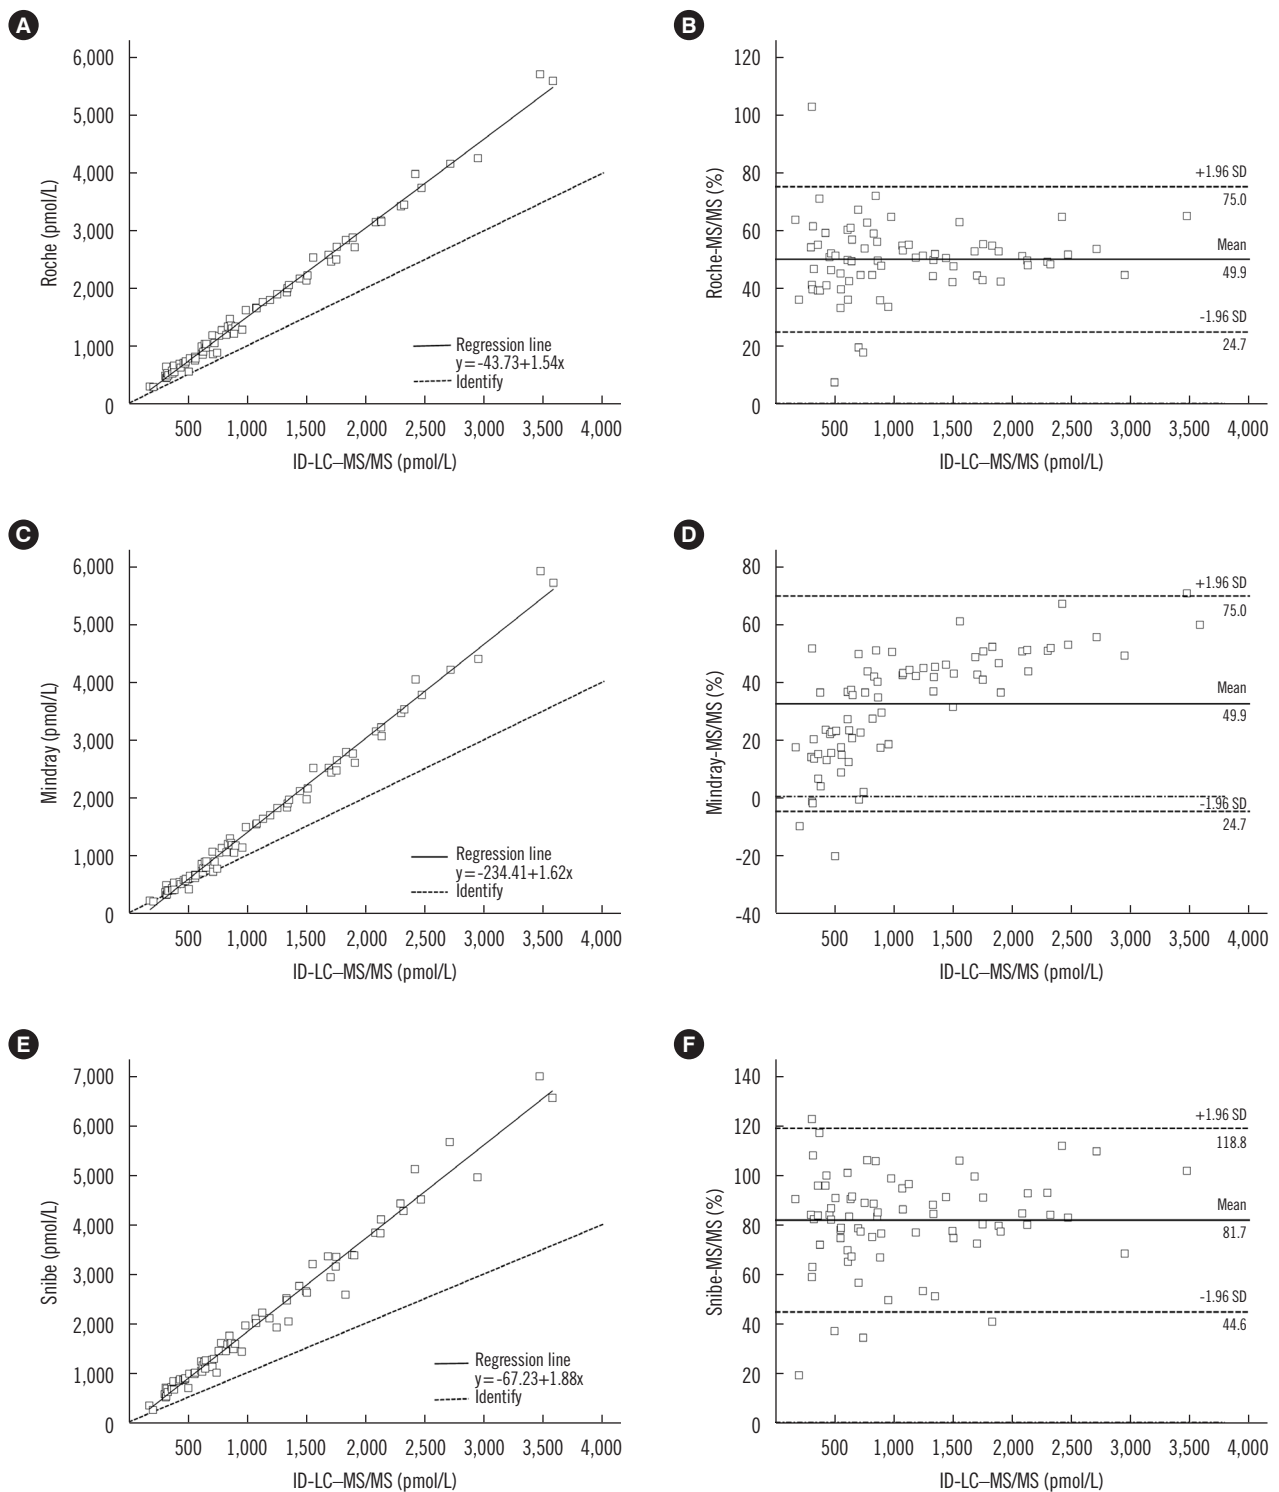 A
6,000
5,000
4,000
3,000
2,000
1,000
0
Roche (pmol/L)
Regression line
y=-43.73+1.54x
Identify
500 1,000 1,500 2,000 2,500 3,000 3,500 4,000
ID-LC–MS/MS (pmol/L)
B
120
100
80
60
40
20
0
Roche-MS/MS (%)
+1.96 SD
75.0
Mean
49.9
-1.96 SD
24.7
500 1,000 1,500 2,000 2,500 3,000 3,500 4,000
ID-LC–MS/MS (pmol/L)
C
6,000
5,000
4,000
3,000
2,000
1,000
0
Mindray (pmol/L)
Regression line
y=-234.41+1.62x
Identify
500 1,000 1,500 2,000 2,500 3,000 3,500 4,000
ID-LC–MS/MS (pmol/L)
D
80
60
40
20
0
-20
-40
Mindray-MS/MS (%)
+1.96 SD
75.0
Mean
49.9
-1.96 SD
24.7
500 1,000 1,500 2,000 2,500 3,000 3,500 4,000
ID-LC–MS/MS (pmol/L)
E
7,000
6,000
5,000
4,000
3,000
2,000
1,000
0
Snibe (pmol/L)
Regression line
y=-67.23+1.88x
Identify
500 1,000 1,500 2,000 2,500 3,000 3,500 4,000
ID-LC–MS/MS (pmol/L)
F
140
120
100
80
60
40
20
0
Snibe-MS/MS (%)
+1.96 SD
118.8
Mean
81.7
-1.96 SD
44.6
500 1,000 1,500 2,000 2,500 3,000 3,500 4,000
ID-LC–MS/MS (pmol/L)